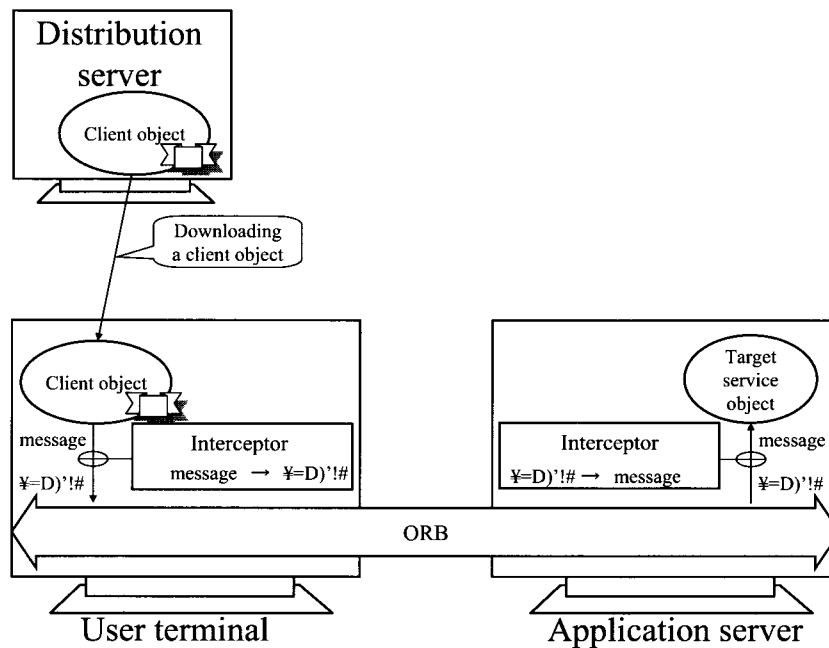 Distribution
server
Client object
Downloading
a client object
Client object
message
¥=D)'!#
Interceptor
message → ¥=D)'!#
Target
service
object
Interceptor
¥=D)'!# → message
message
¥=D)'!#
ORB
User terminal
Application server